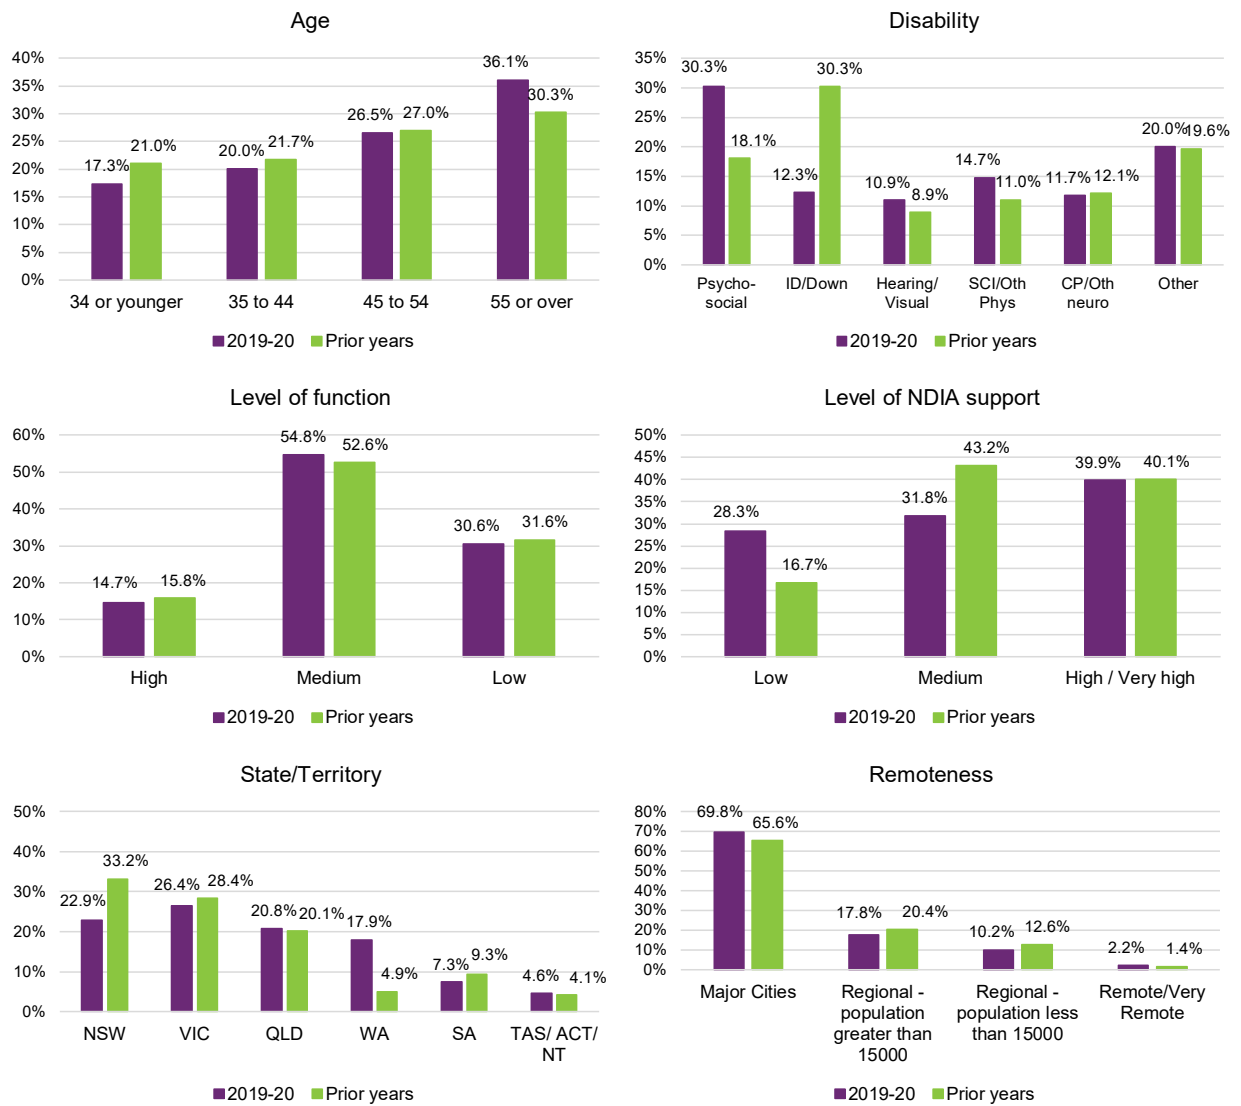 Age
40%
35%
30%
25%
20%
15%
10%
5%
0%
17.3%
21.0%
20.0%
21.7%
26.5%
27.0%
36.1%
30.3%
34 or younger
35 to 44
45 to 54
55 or over
2019-20
Prior years
Disability
35%
30%
25%
20%
15%
10%
5%
0%
30.3%
18.1%
12.3%
30.3%
10.9%
8.9%
14.7%
11.0%
11.7%
12.1%
20.0%
19.6%
Psycho-
social
ID/Down
Hearing/
Visual
SCI/Oth
Phys
CP/Oth
neuro
Other
2019-20
Prior years
Level of function
60%
50%
40%
30%
20%
10%
0%
14.7%
15.8%
54.8%
52.6%
30.6%
31.6%
High
Medium
Low
2019-20
Prior years
Level of NDIA support
50%
45%
40%
35%
30%
25%
20%
15%
10%
5%
0%
28.3%
16.7%
31.8%
43.2%
39.9%
40.1%
Low
Medium
High / Very high
2019-20
Prior years
State/Territory
50%
40%
30%
20%
10%
0%
22.9%
33.2%
26.4%
28.4%
20.8%
20.1%
17.9%
4.9%
7.3%
9.3%
4.6%
4.1%
NSW
VIC
QLD
WA
SA
TAS/ ACT/
NT
2019-20
Prior years
Remoteness
80%
70%
60%
50%
40%
30%
20%
10%
0%
69.8%
65.6%
17.8%
20.4%
10.2%
12.6%
2.2%
1.4%
Major Cities
Regional -
population
greater than
15000
Regional -
population less
than 15000
Remote/Very
Remote
2019-20
Prior years